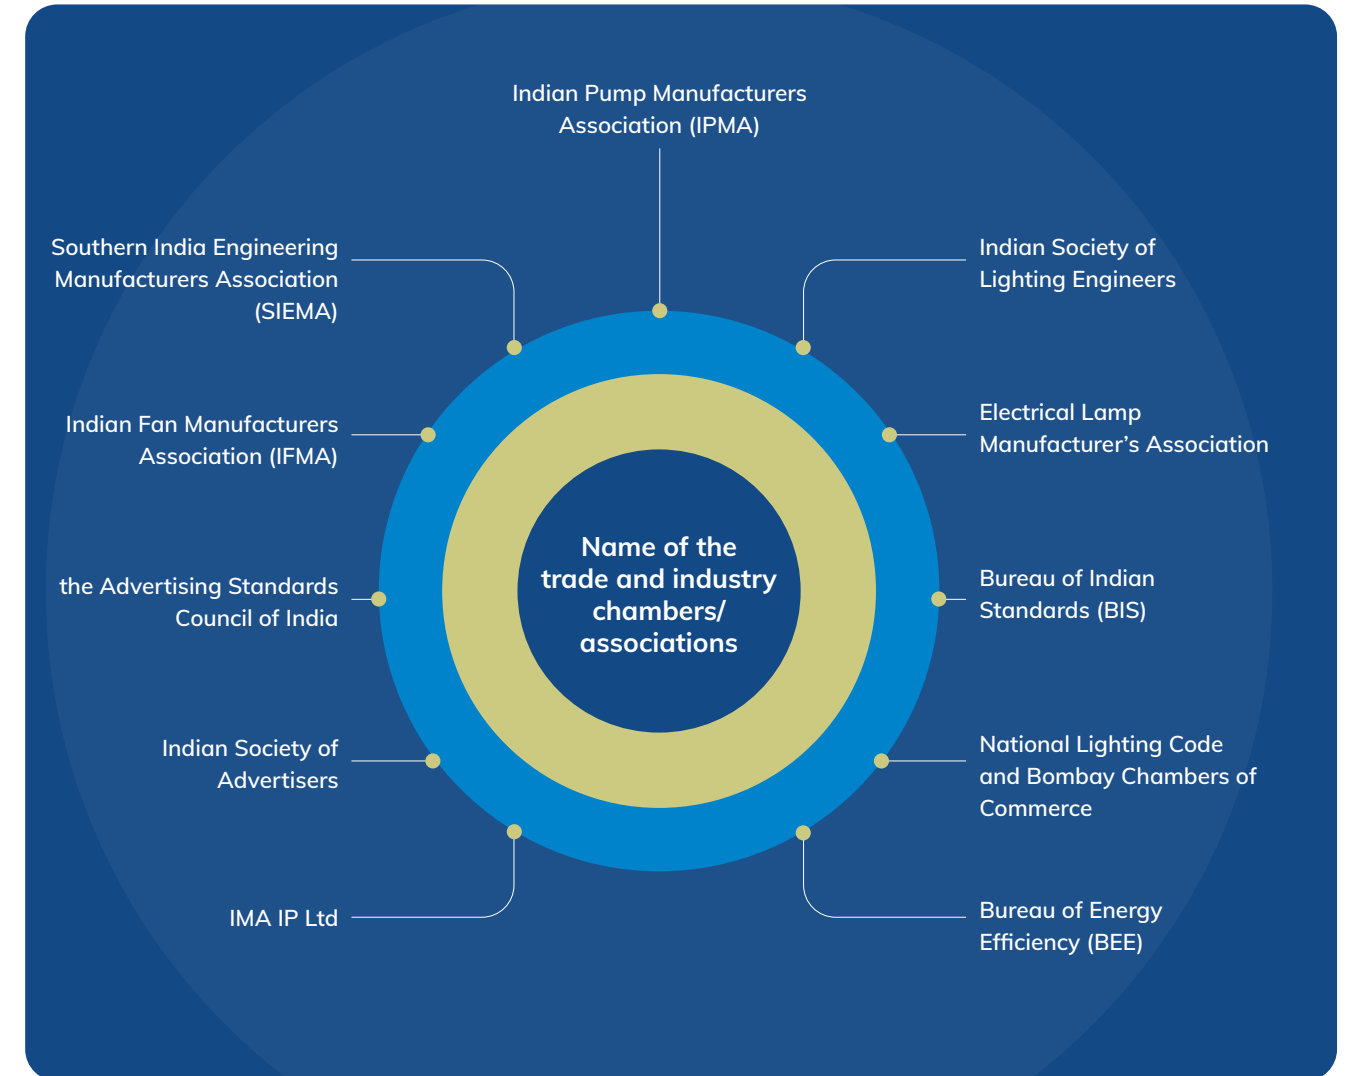 Indian Pump Manufacturers
Association (IPMA)
Southern India Engineering
Manufacturers Association
(SIEMA)
Indian Fan Manufacturers
Association (IFMA)
the Advertising Standards
Council of India
Indian Society of
Advertisers
IMA IP Ltd
Name of the
trade and industry
chambers/
associations
Indian Society of
Lighting Engineers
Electrical Lamp
Manufacturer’s Association
Bureau of Indian
Standards (BIS)
National Lighting Code
and Bombay Chambers of
Commerce
Bureau of Energy
Efficiency (BEE)